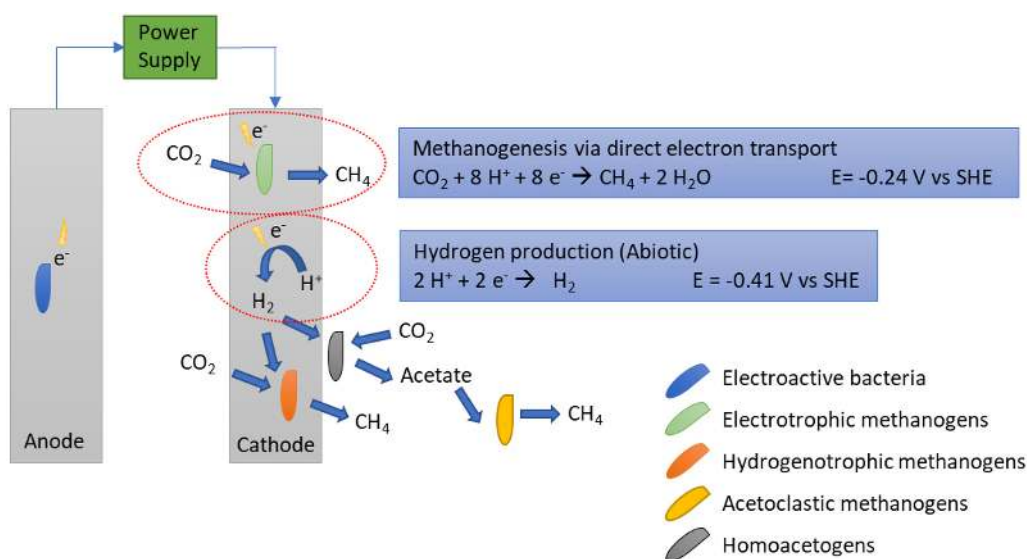 Power
Supply
e⁻
CO₂
CH₄
Methanogenesis via direct electron transport
CO₂ + 8 H⁺ + 8 e⁻ → CH₄ + 2 H₂O E= -0.24 V vs SHE
e⁻
e⁻
H⁺
H₂
Hydrogen production (Abiotic)
2 H⁺ + 2 e⁻ → H₂ E = -0.41 V vs SHE
CO₂
CO₂
Acetate
CH₄
CH₄
Anode
Cathode
Electroactive bacteria
Electrotrophic methanogens
Hydrogenotrophic methanogens
Acetoclastic methanogens
Homoacetogens